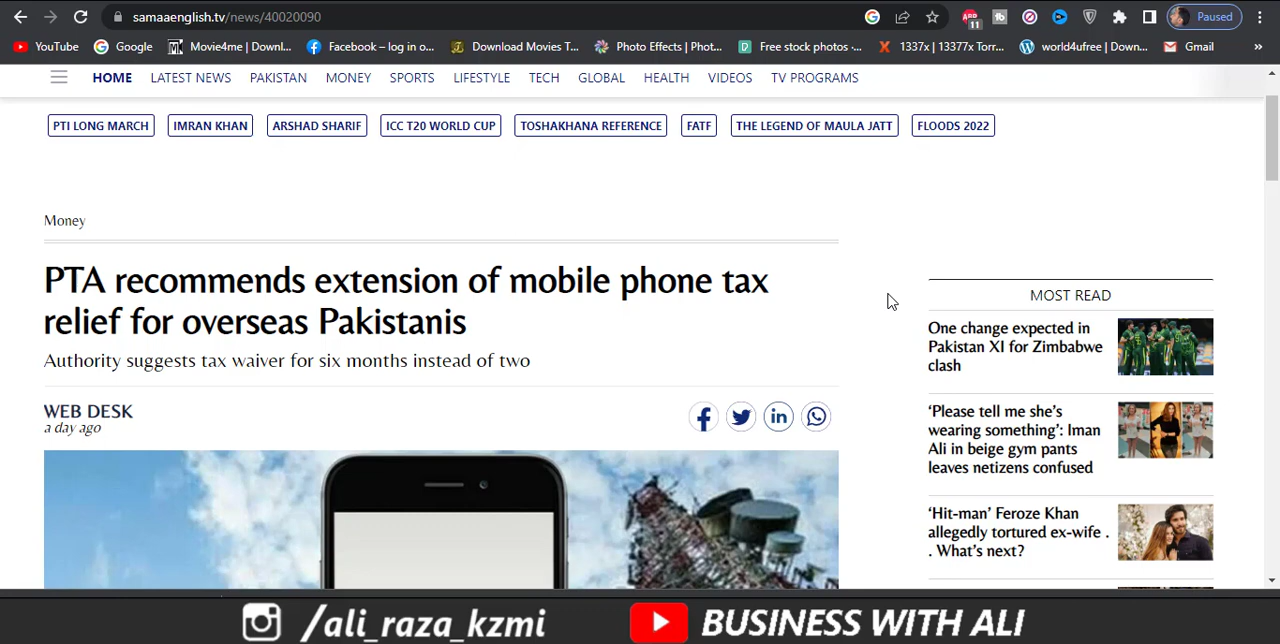 samaaenglish.tv/news/40020090
ABP
11
Paused
YouTube
Google
Movie4me | Downl...
Facebook – log in o...
Download Movies T...
Photo Effects | Phot...
Free stock photos -...
1337x | 13377x Torr...
world4ufree | Down...
Gmail
»
HOME
LATEST NEWS
PAKISTAN
MONEY
SPORTS
LIFESTYLE
TECH
GLOBAL
HEALTH
VIDEOS
TV PROGRAMS
PTI LONG MARCH
IMRAN KHAN
ARSHAD SHARIF
ICC T20 WORLD CUP
TOSHAKHANA REFERENCE
FATF
THE LEGEND OF MAULA JATT
FLOODS 2022
Money
PTA recommends extension of mobile phone tax
relief for overseas Pakistanis
Authority suggests tax waiver for six months instead of two
WEB DESK
a day ago
MOST READ
One change expected in
Pakistan XI for Zimbabwe
clash
‘Please tell me she’s
wearing something’: Iman
Ali in beige gym pants
leaves netizens confused
‘Hit-man’ Feroze Khan
allegedly tortured ex-wife .
. What’s next?
/ali_raza_kzmi
BUSINESS WITH ALI